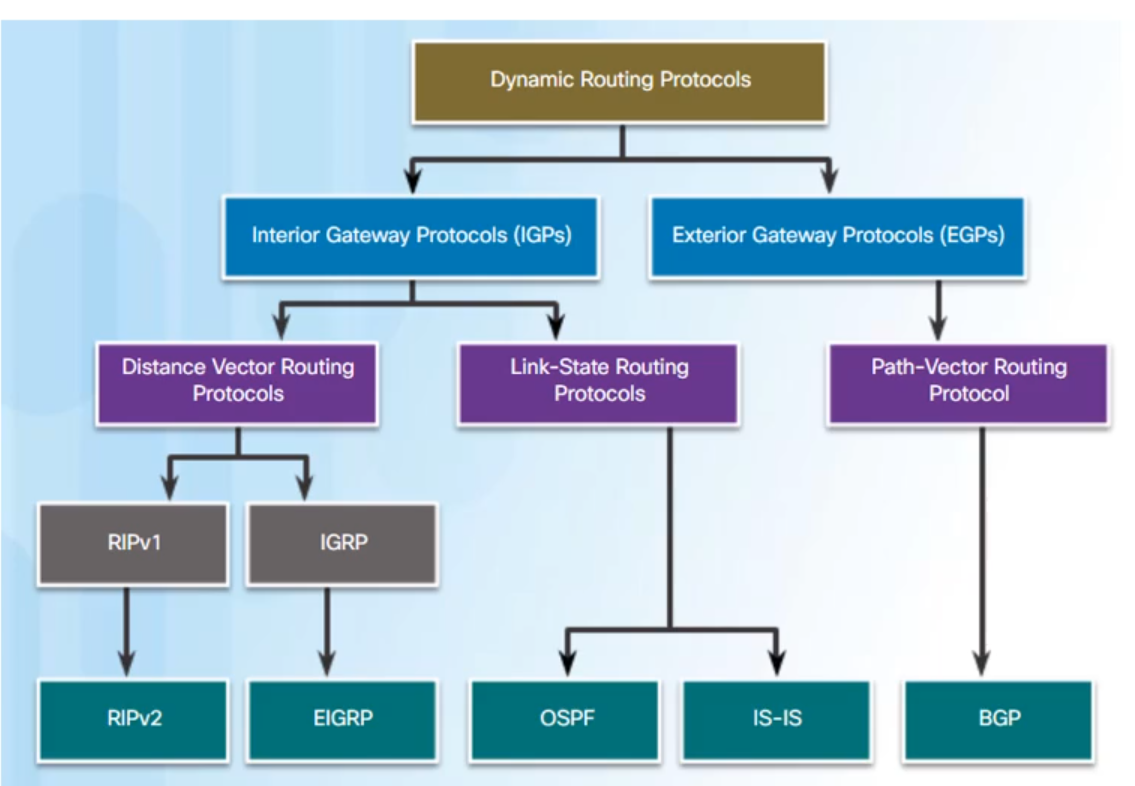 Dynamic Routing Protocols
Interior Gateway Protocols (IGPs)
Exterior Gateway Protocols (EGPs)
Distance Vector Routing
Protocols
Link-State Routing
Protocols
Path-Vector Routing
Protocol
RIPv1
IGRP
RIPv2
EIGRP
OSPF
IS-IS
BGP